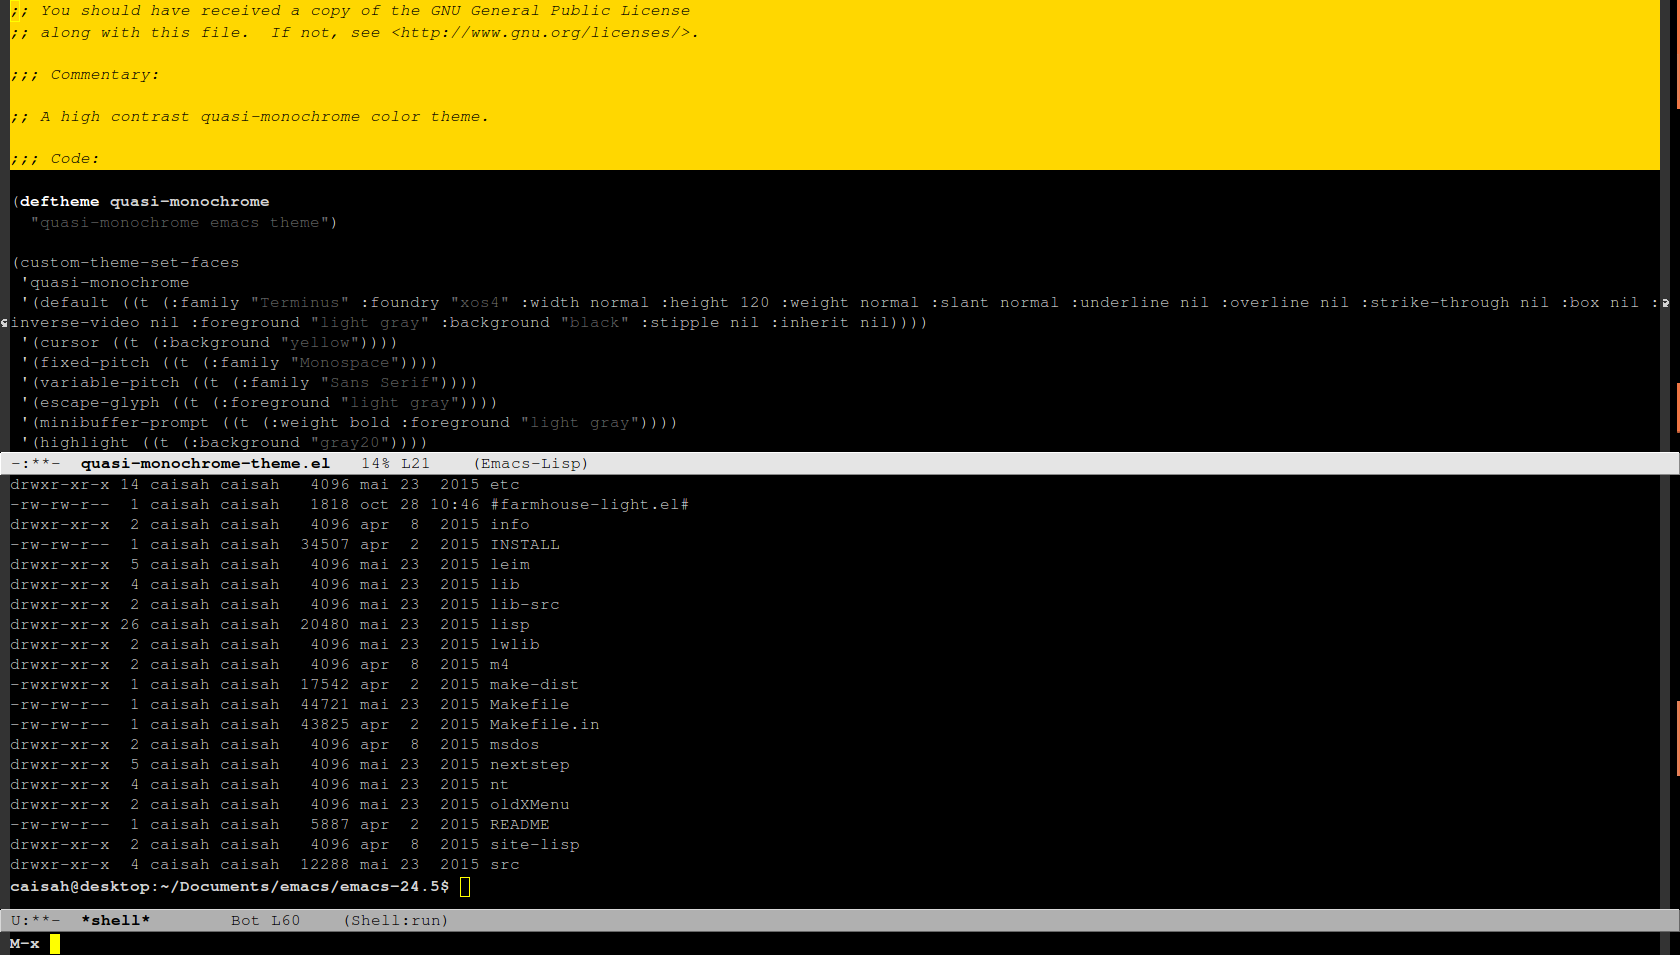 ;; You should have received a copy of the GNU General Public License
;; along with this file.  If not, see <http://www.gnu.org/licenses/>.
;;; Commentary:
;; A high contrast quasi-monochrome color theme.
;;; Code:
(deftheme quasi-monochrome
  "quasi-monochrome emacs theme")
(custom-theme-set-faces
 'quasi-monochrome
 '(default ((t (:family "Terminus" :foundry "xos4" :width normal :height 120 :weight normal :slant normal :underline nil :overline nil :strike-through nil :box nil :
inverse-video nil :foreground "light gray" :background "black" :stipple nil :inherit nil))))
 '(cursor ((t (:background "yellow"))))
 '(fixed-pitch ((t (:family "Monospace"))))
 '(variable-pitch ((t (:family "Sans Serif"))))
 '(escape-glyph ((t (:foreground "light gray"))))
 '(minibuffer-prompt ((t (:weight bold :foreground "light gray"))))
 '(highlight ((t (:background "gray20"))))
-:**-  quasi-monochrome-theme.el   14% L21    (Emacs-Lisp)
drwxr-xr-x 14 caisah caisah   4096 mai 23  2015 etc
-rw-rw-r--  1 caisah caisah   1818 oct 28 10:46 #farmhouse-light.el#
drwxr-xr-x  2 caisah caisah   4096 apr  8  2015 info
-rw-rw-r--  1 caisah caisah  34507 apr  2  2015 INSTALL
drwxr-xr-x  5 caisah caisah   4096 mai 23  2015 leim
drwxr-xr-x  4 caisah caisah   4096 mai 23  2015 lib
drwxr-xr-x  2 caisah caisah   4096 mai 23  2015 lib-src
drwxr-xr-x 26 caisah caisah  20480 mai 23  2015 lisp
drwxr-xr-x  2 caisah caisah   4096 mai 23  2015 lwlib
drwxr-xr-x  2 caisah caisah   4096 apr  8  2015 m4
-rwxrwxr-x  1 caisah caisah  17542 apr  2  2015 make-dist
-rw-rw-r--  1 caisah caisah  44721 mai 23  2015 Makefile
-rw-rw-r--  1 caisah caisah  43825 apr  2  2015 Makefile.in
drwxr-xr-x  2 caisah caisah   4096 apr  8  2015 msdos
drwxr-xr-x  5 caisah caisah   4096 mai 23  2015 nextstep
drwxr-xr-x  4 caisah caisah   4096 mai 23  2015 nt
drwxr-xr-x  2 caisah caisah   4096 mai 23  2015 oldXMenu
-rw-rw-r--  1 caisah caisah   5887 apr  2  2015 README
drwxr-xr-x  2 caisah caisah   4096 apr  8  2015 site-lisp
drwxr-xr-x  4 caisah caisah  12288 mai 23  2015 src
caisah@desktop:~/Documents/emacs/emacs-24.5$
U:**-  *shell*        Bot L60    (Shell:run)
M-x